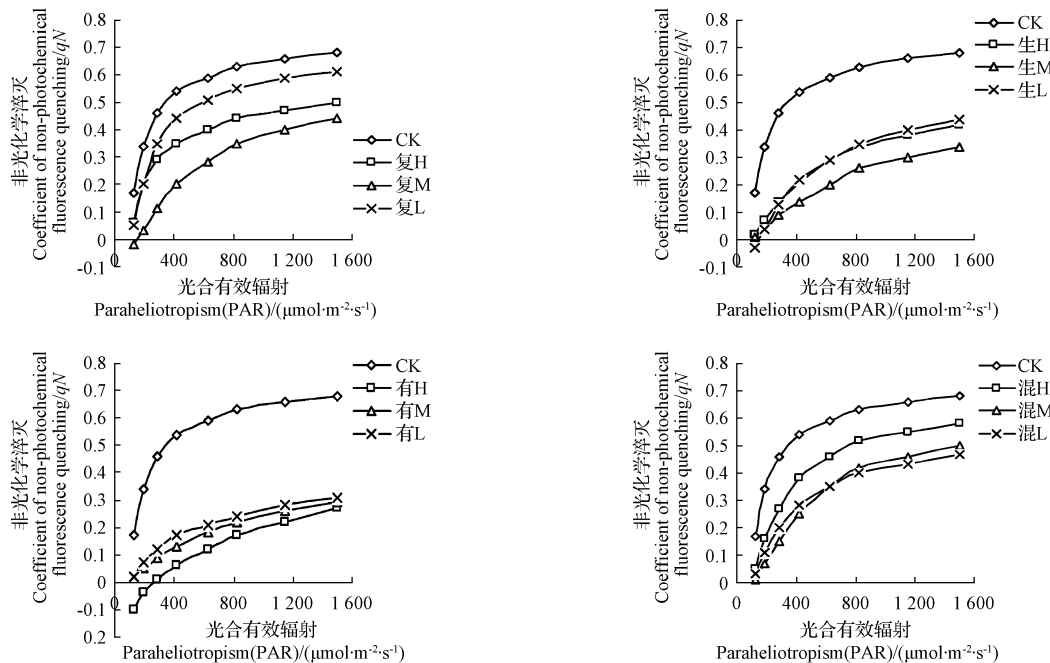 非光化学淬灭
Coefficient of non-photochemical
fluorescence quenching/qN
0.8
0.7
0.6
0.5
0.4
0.3
0.2
0.1
0
-0.1
0
400
800
1 200
1 600
CK
复H
复M
复L
光合有效辐射
Paraheliotropism(PAR)/(μmol·m-2·s-1)
非光化学淬灭
Coefficient of non-photochemical
fluorescence quenching/qN
0.8
0.7
0.6
0.5
0.4
0.3
0.2
0.1
0
-0.1
0
400
800
1 200
1 600
CK
生H
生M
生L
光合有效辐射
Paraheliotropism(PAR)/(μmol·m-2·s-1)
非光化学淬灭
Coefficient of non-photochemical
fluorescence quenching/qN
0.8
0.7
0.6
0.5
0.4
0.3
0.2
0.1
0
-0.1
0.2
0
400
800
1 200
1 600
CK
有H
有M
有L
光合有效辐射
Paraheliotropism(PAR)/(μmol·m-2·s-1)
非光化学淬灭
Coefficient of non-photochemical
fluorescence quenching/qN
0.8
0.7
0.6
0.5
0.4
0.3
0.2
0.1
0
0
400
800
1 200
1 600
CK
混H
混M
混L
光合有效辐射
Paraheliotropism(PAR)/(μmol·m-2·s-1)